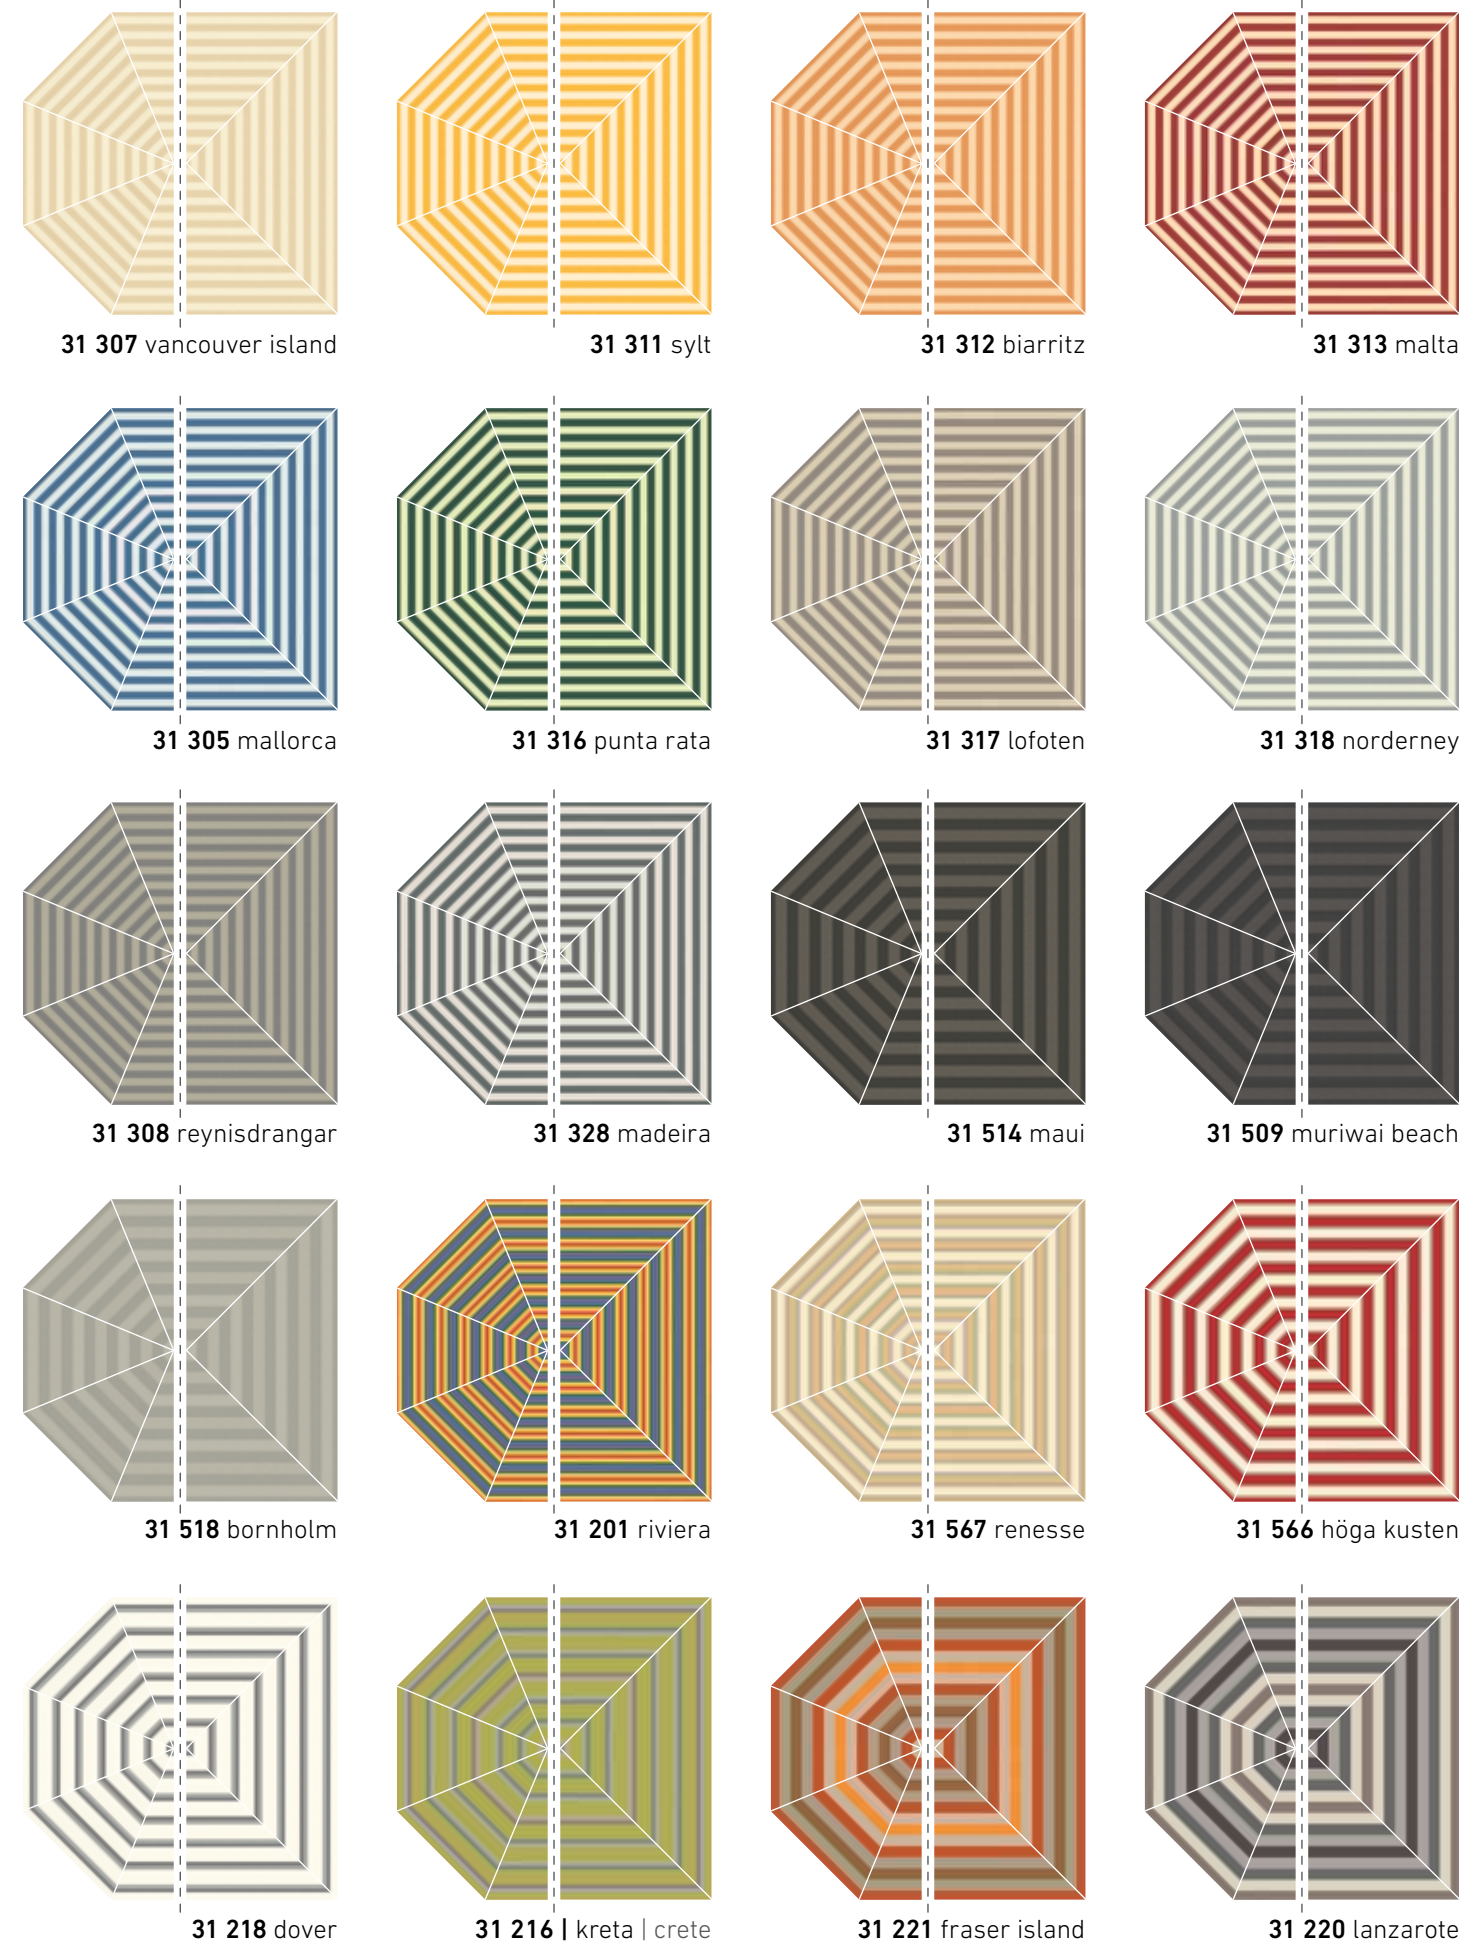 31 307 vancouver island
31 311 sylt
31 312 biarritz
31 313 malta
31 305 mallorca
31 316 punta rata
31 317 lofoten
31 318 norderney
31 308 reynisdrangar
31 328 madeira
31 514 maui
31 509 muriwai beach
31 518 bornholm
31 201 riviera
31 567 renesse
31 566 höga kusten
31 218 dover
31 216 | kreta | crete
31 221 fraser island
31 220 lanzarote